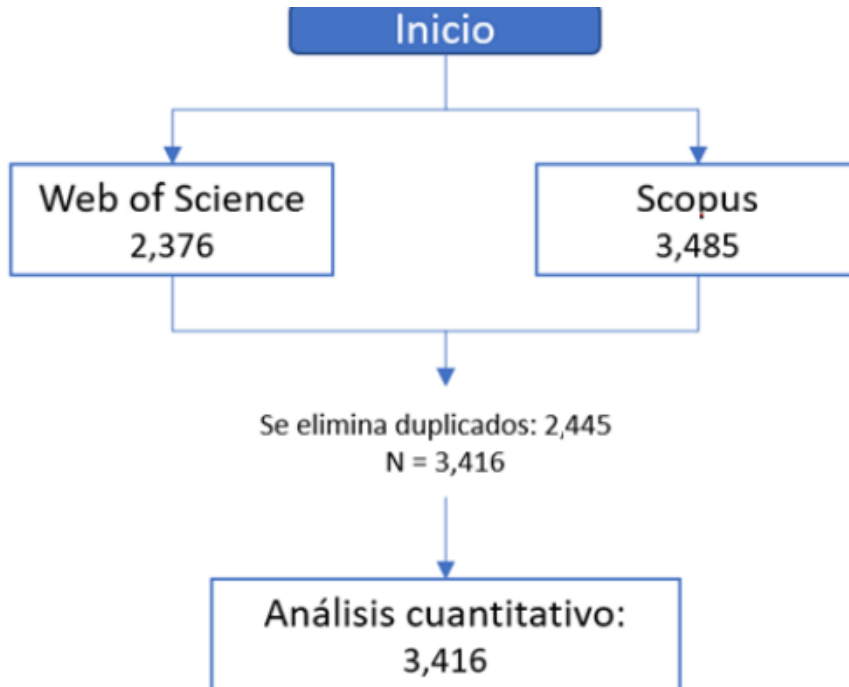 Inicio
Web of Science
2,376
Scopus
3,485
Se elimina duplicados: 2,445
N = 3,416
Análisis cuantitativo:
3,416